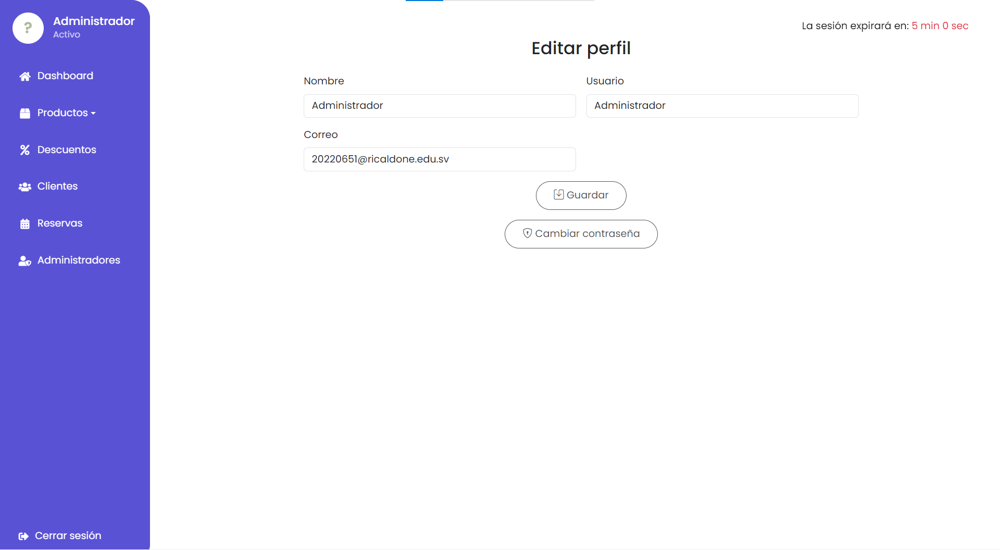 ?
Administrador
Activo
Dashboard
Productos
Descuentos
Clientes
Reservas
Administradores
Cerrar sesión
La sesión expirará en: 5 min 0 sec
Editar perfil
Nombre
Usuario
Administrador
Administrador
Correo
20220651@ricaldone.edu.sv
Guardar
Cambiar contraseña